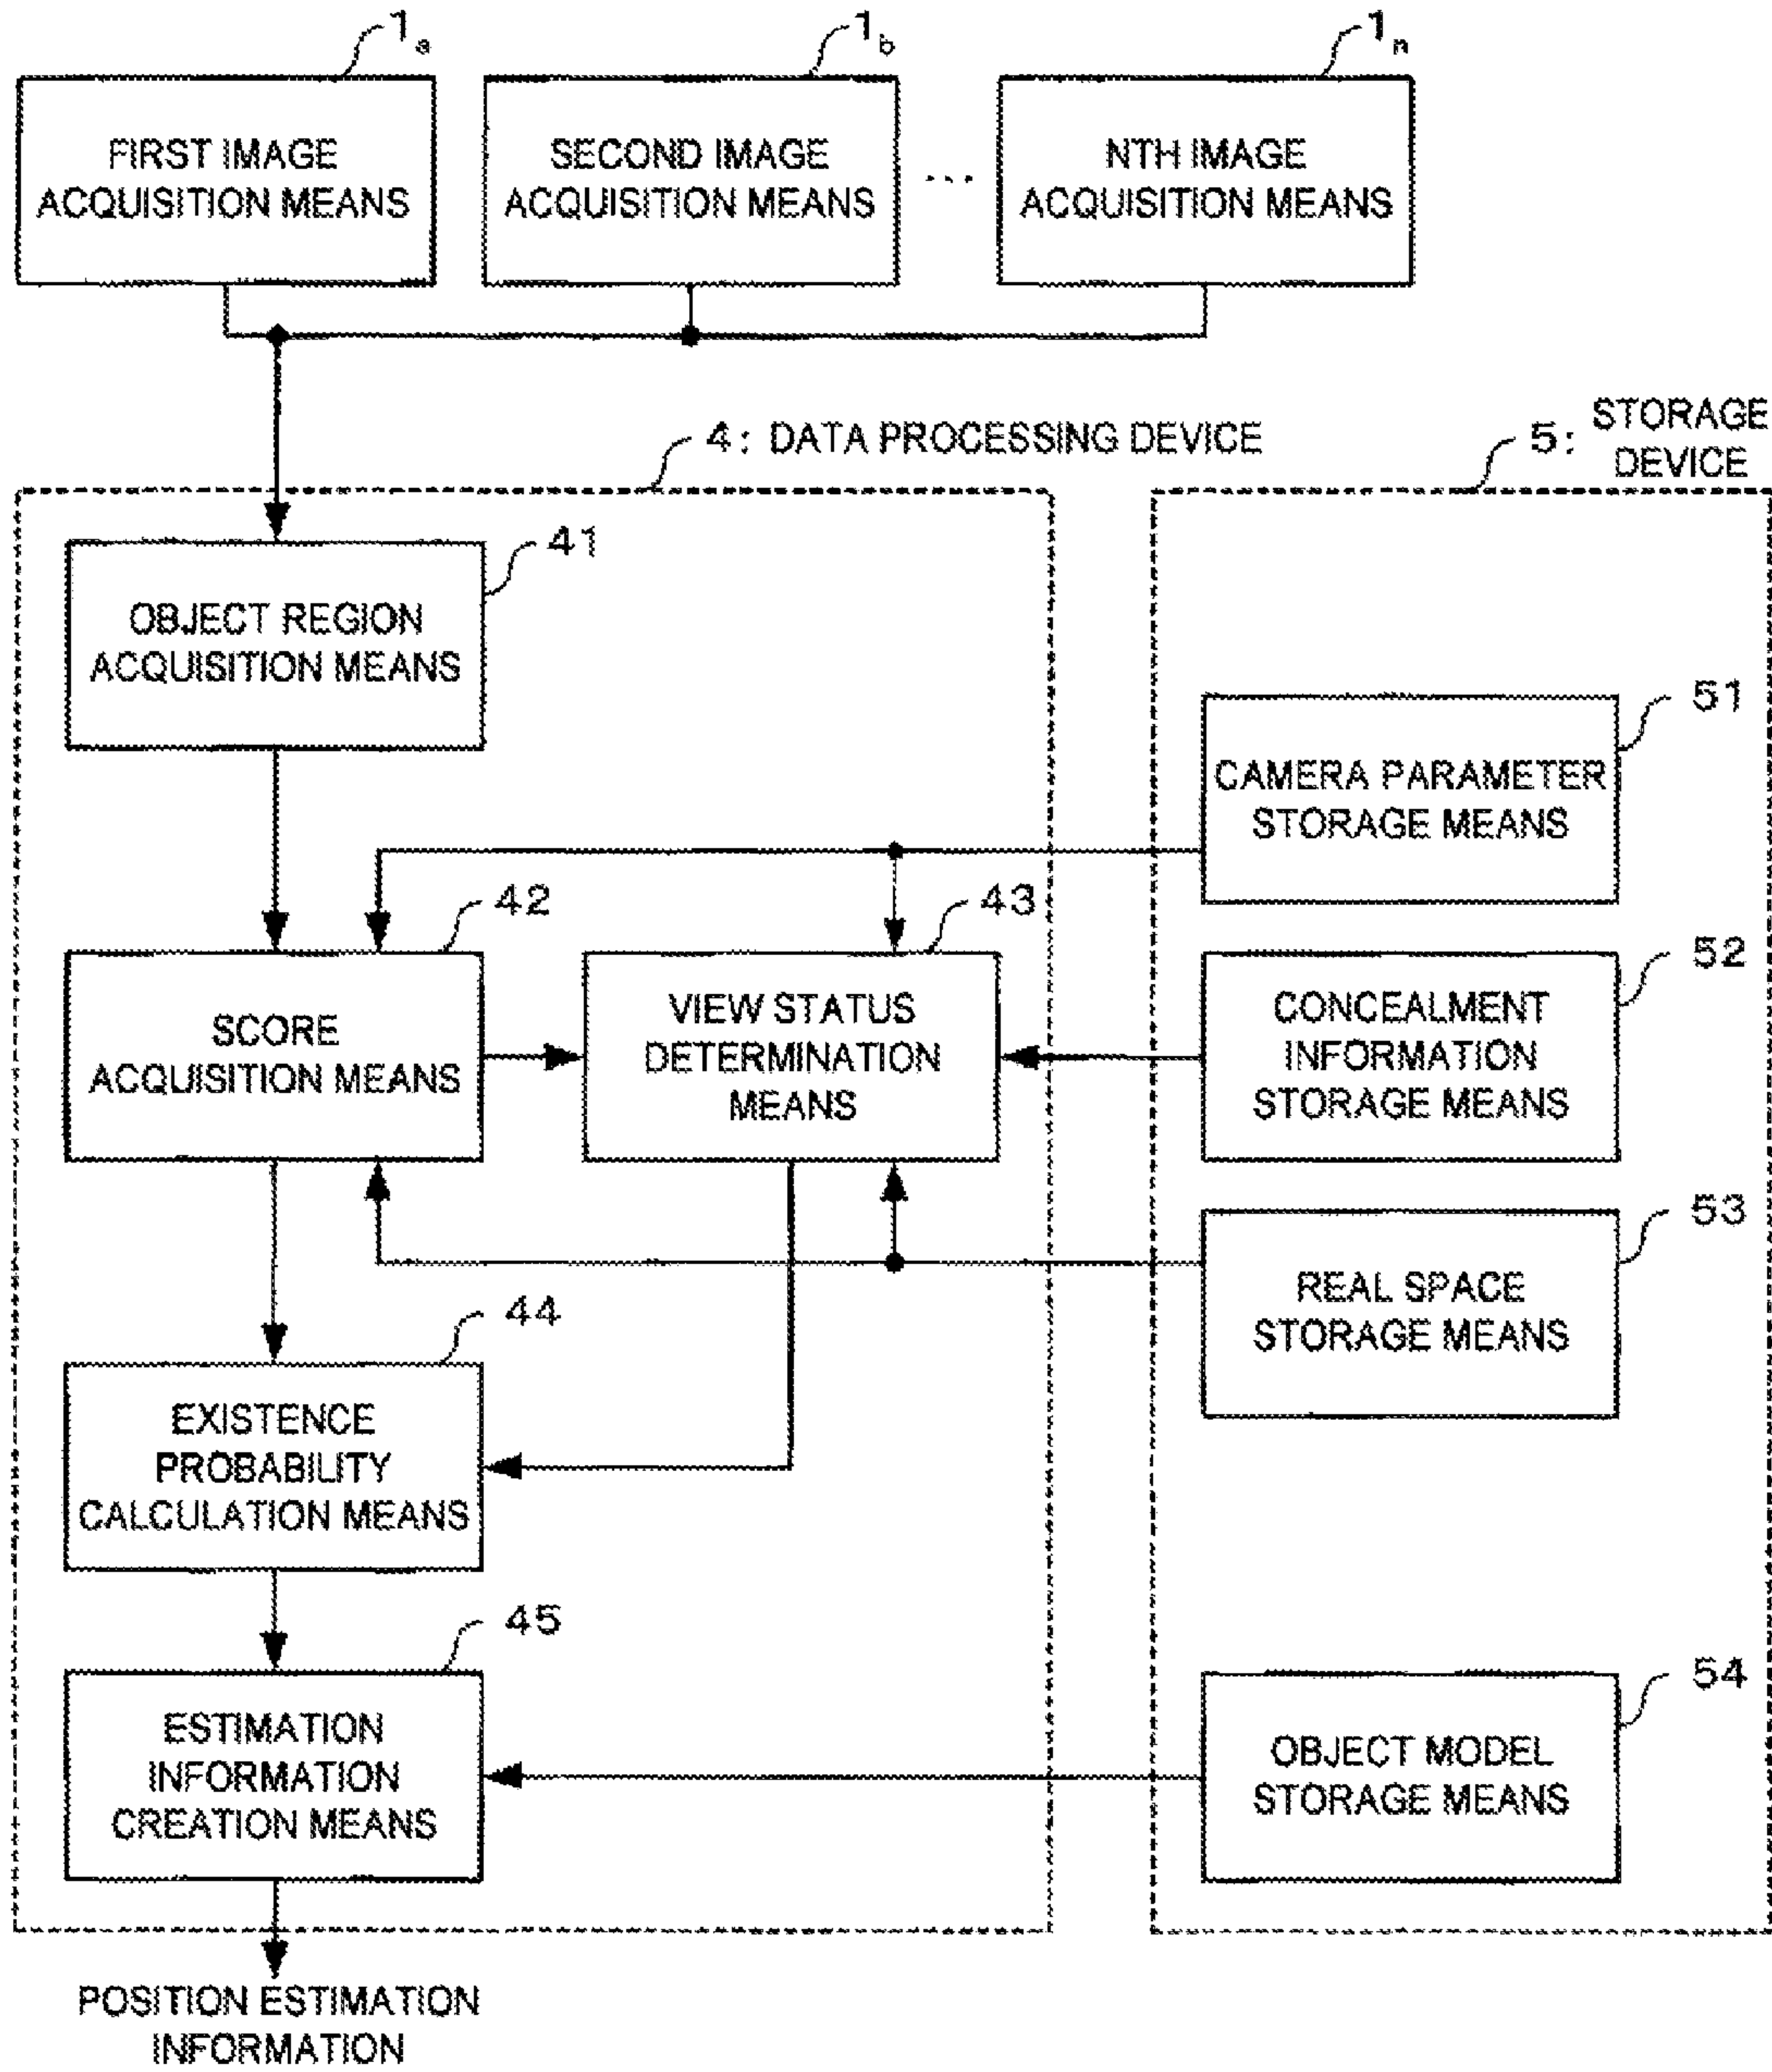 1a
1b
1n
FIRST IMAGE
ACQUISITION MEANS
SECOND IMAGE
ACQUISITION MEANS
...
NTH IMAGE
ACQUISITION MEANS
4: DATA PROCESSING DEVICE
5: STORAGE
DEVICE
41
OBJECT REGION
ACQUISITION MEANS
51
CAMERA PARAMETER
STORAGE MEANS
42
SCORE
ACQUISITION MEANS
43
VIEW STATUS
DETERMINATION
MEANS
52
CONCEALMENT
INFORMATION
STORAGE MEANS
53
REAL SPACE
STORAGE MEANS
44
EXISTENCE
PROBABILITY
CALCULATION MEANS
45
ESTIMATION
INFORMATION
CREATION MEANS
54
OBJECT MODEL
STORAGE MEANS
POSITION ESTIMATION
INFORMATION